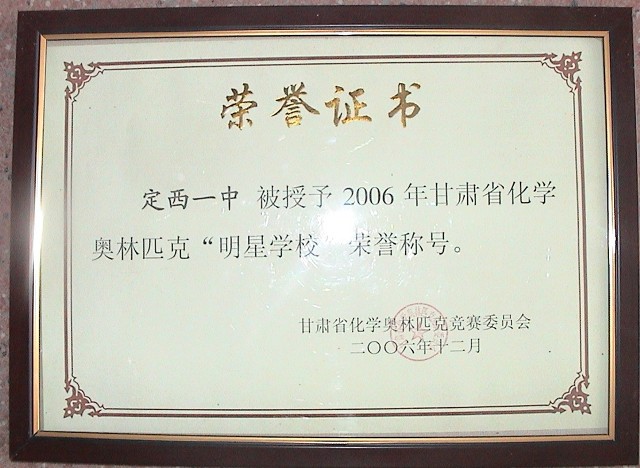 荣誉证书
定西一中 被授予 2006 年甘肃省化学
奥林匹克“明星学校”荣誉称号。
甘肃省化学奥林匹克竞赛委员会
二〇〇六年十二月